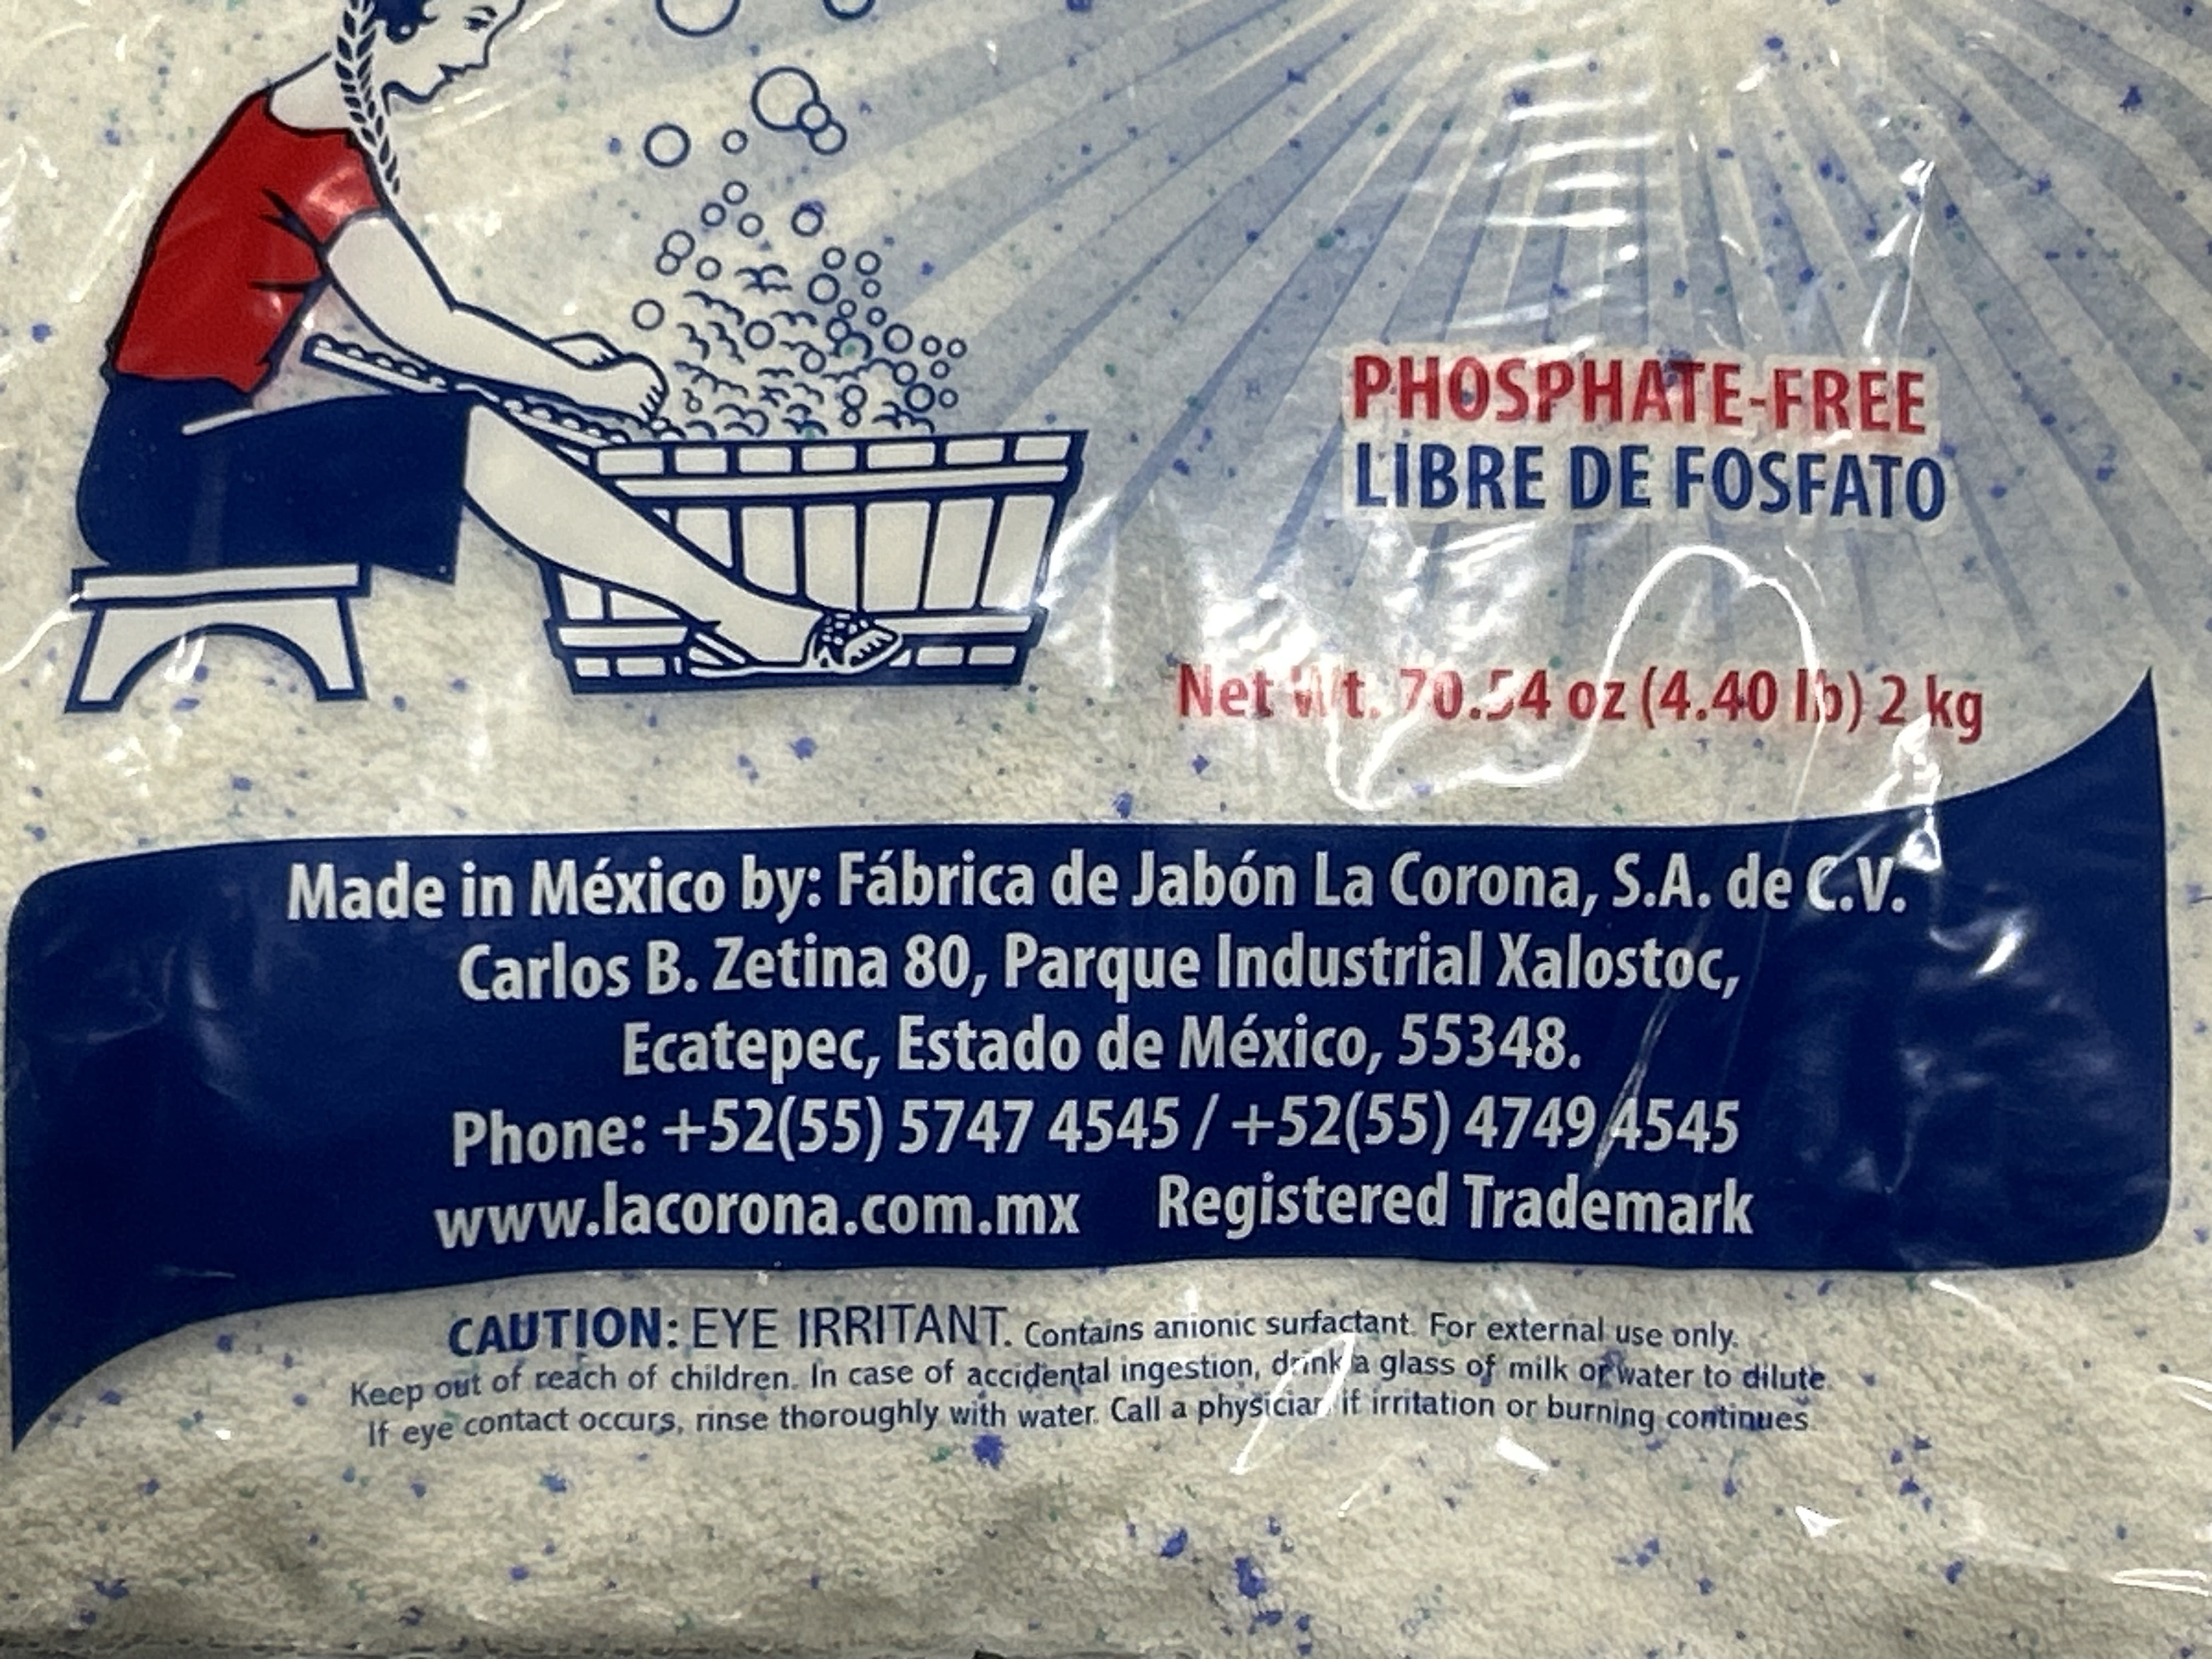 PHOSPHATE-FREE
LIBRE DE FOSFATO
Net Wt. 70.54 oz (4.40 lb) 2 kg
Made in México by: Fábrica de Jabón La Corona, S.A. de C.V.
Carlos B. Zetina 80, Parque Industrial Xalostoc,
Ecatepec, Estado de México, 55348.
Phone: +52(55) 5747 4545 / +52(55) 4749 4545
www.lacorona.com.mx Registered Trademark
CAUTION: EYE IRRITANT. Contains anionic surfactant. For external use only.
Keep out of reach of children. In case of accidental ingestion, drink a glass of milk or water to dilute.
If eye contact occurs, rinse thoroughly with water. Call a physician if irritation or burning continues.